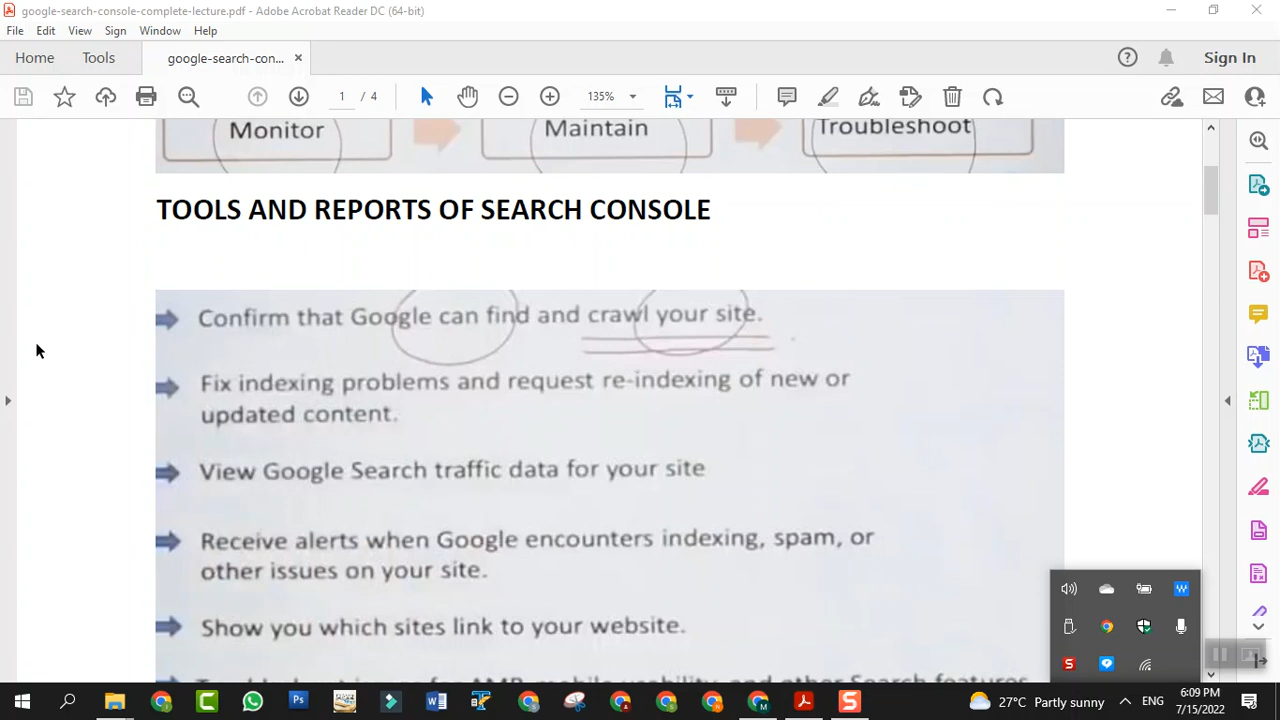 google-search-console-complete-lecture.pdf - Adobe Acrobat Reader DC (64-bit)
File Edit View Sign Window Help
Home Tools google-search-con... Sign In
1 / 4 135%
Monitor Maintain Troubleshoot
TOOLS AND REPORTS OF SEARCH CONSOLE
Confirm that Google can find and crawl your site.
Fix indexing problems and request re-indexing of new or
updated content.
View Google Search traffic data for your site
Receive alerts when Google encounters indexing, spam, or
other issues on your site.
Show you which sites link to your website.
and other Search features
27°C Partly sunny ENG 6:09 PM
7/15/2022